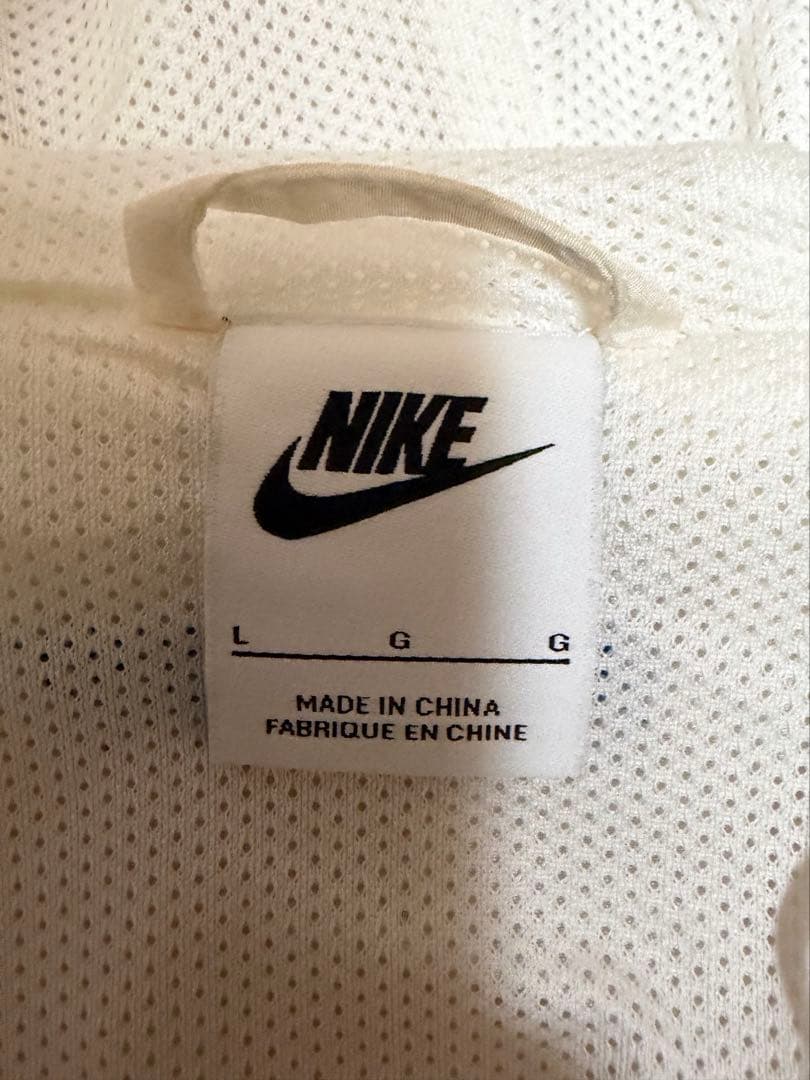 NIKE
L G G
MADE IN CHINA
FABRIQUE EN CHINE